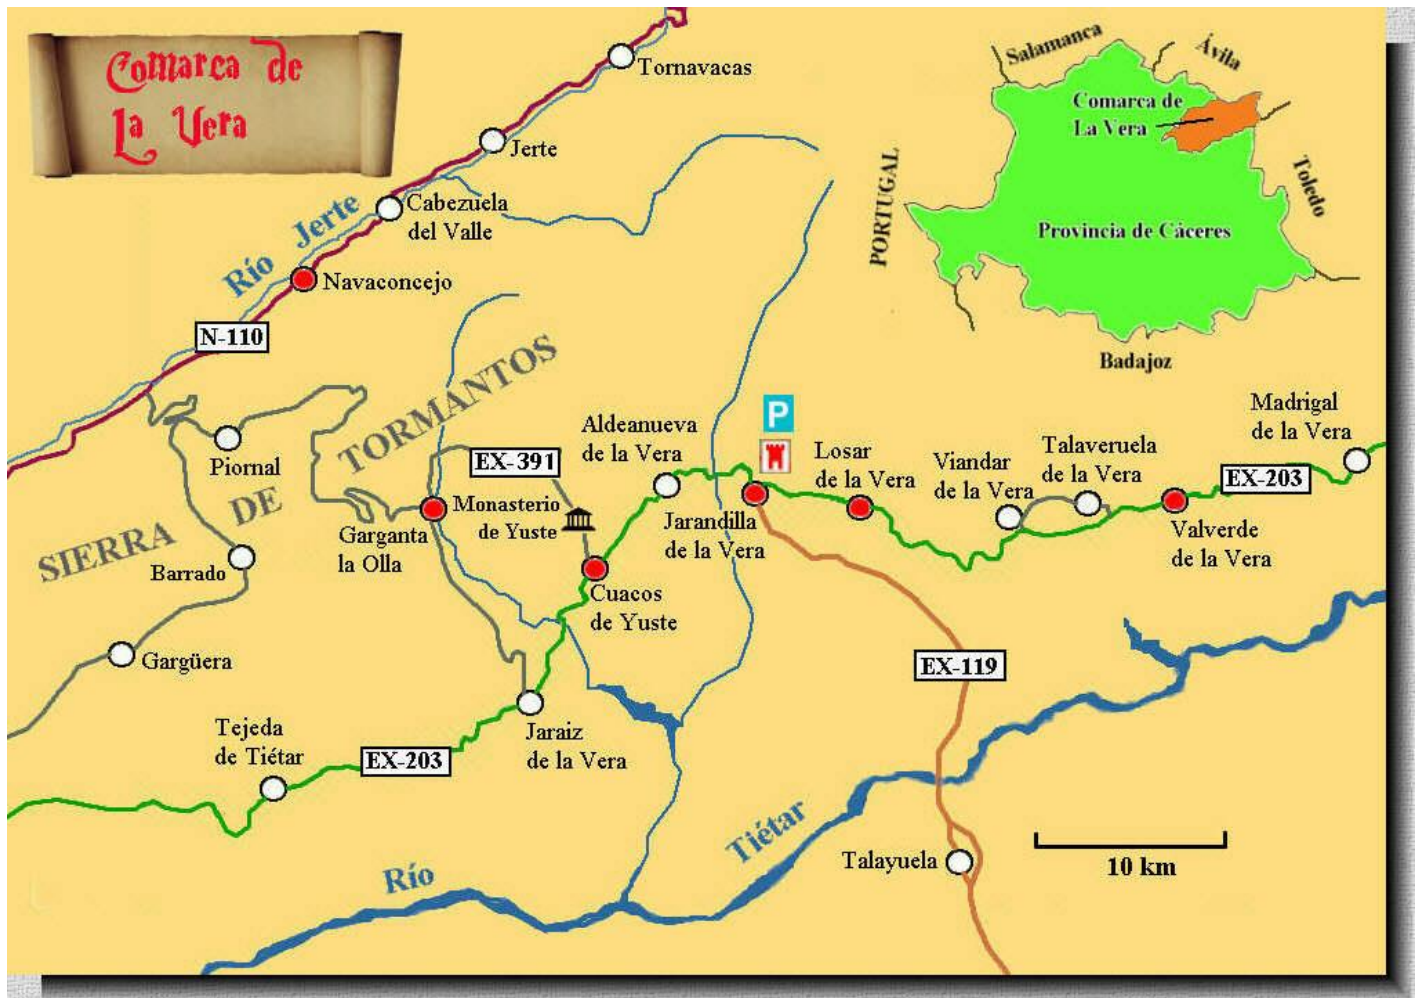 Comarca de
La Vera
Tornavacas
Jerte
Cabezuela
del Valle
Río Jerte
Navaconcejo
N-110
Salamanca
Ávila
Comarca de
La Vera
PORTUGAL
Toledo
Provincia de Cáceres
Badajoz
SIERRA DE TORMANTOS
Piornal
Barrado
Gargüera
Garganta
la Olla
EX-391
Monasterio
de Yuste
Aldeanueva
de la Vera
P
Jarandilla
de la Vera
Losar
de la Vera
Viandar
de la Vera
Talaveruela
de la Vera
Madrigal
de la Vera
EX-203
Valverde
de la Vera
Cuacos
de Yuste
EX-119
Tejeda
de Tiétar
EX-203
Jaraiz
de la Vera
Río Tiétar
Talayuela
10 km